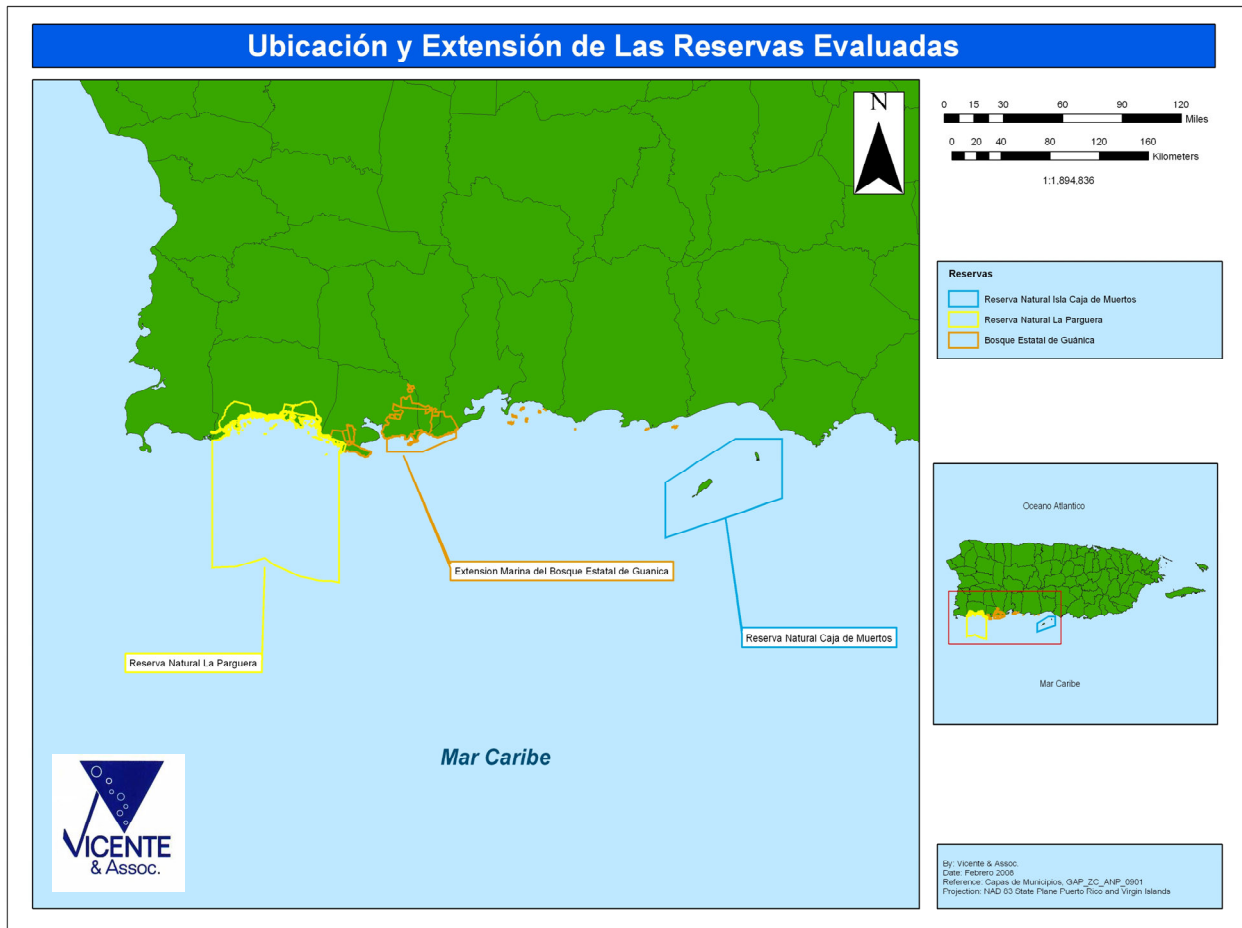 Ubicación y Extensión de Las Reservas Evaluadas
N
0 15 30 60 90 120
Miles
0 20 40 80 120 160
Kilometers
1:1,894,836
Reservas
Reserva Natural Isla Caja de Muertos
Reserva Natural La Parguera
Bosque Estatal de Guánica
Extension Marina del Bosque Estatal de Guanica
Reserva Natural Caja de Muertos
Reserva Natural La Parguera
Mar Caribe
Oceano Atlantico
Mar Caribe
VICENTE
& Assoc.
By: Vicente & Assoc.
Date: Febrero 2008
Reference: Capas de Municipios, GAP_ZC_ANP_0901
Projection: NAD 83 State Plane Puerto Rico and Virgin Islands